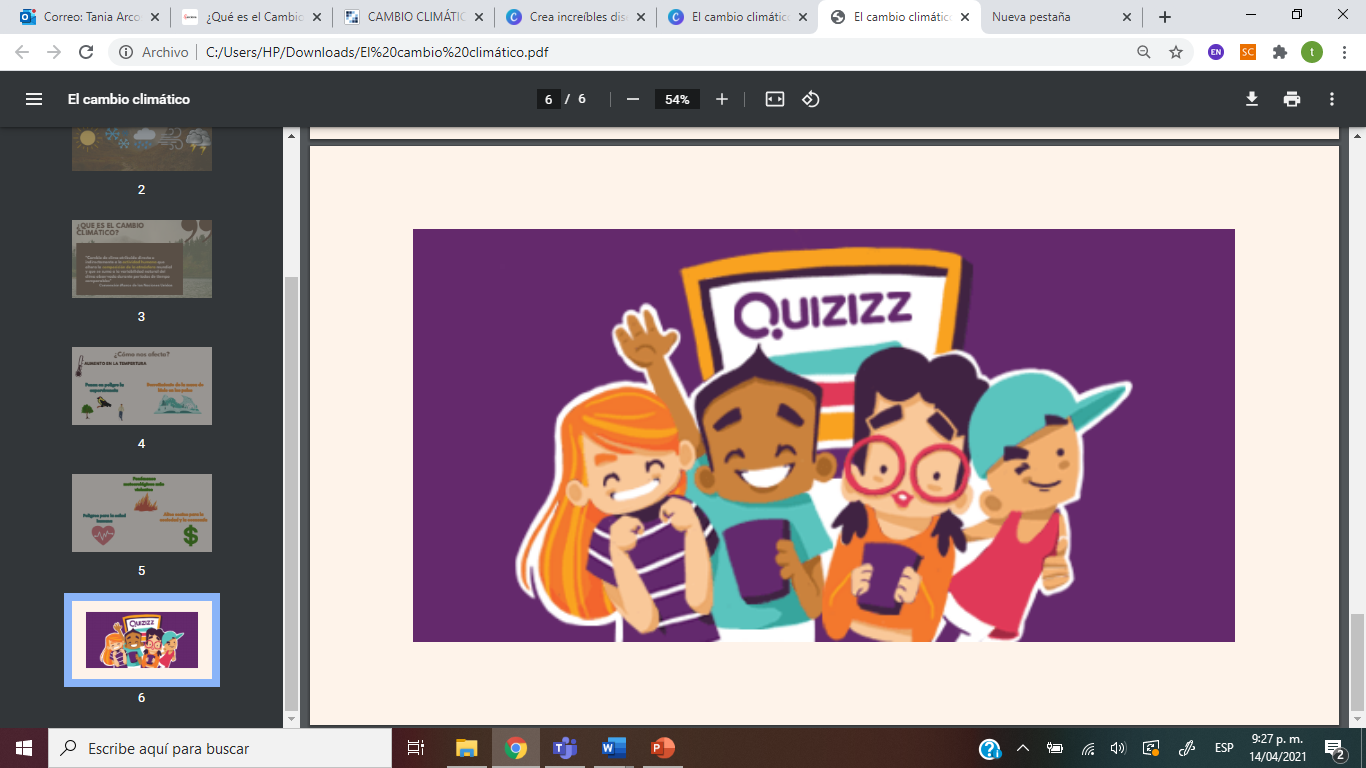 Correo: Tania Arco
¿Qué es el Cambio
CAMBIO CLIMÁTIC
Crea increíbles dis
El cambio climátic
El cambio climátic
Nueva pestaña
Archivo
C:/Users/HP/Downloads/El%20cambio%20climático.pdf
EN
SC
t
El cambio climático
6 / 6
54%
2
¿QUE ES EL CAMBIO
CLIMÁTICO?
3
¿Cómo nos afecta?
4
5
$
QUIZIZZ
6
QUIZIZZ
Escribe aquí para buscar
ESP
9:27 p. m.
14/04/2021
2